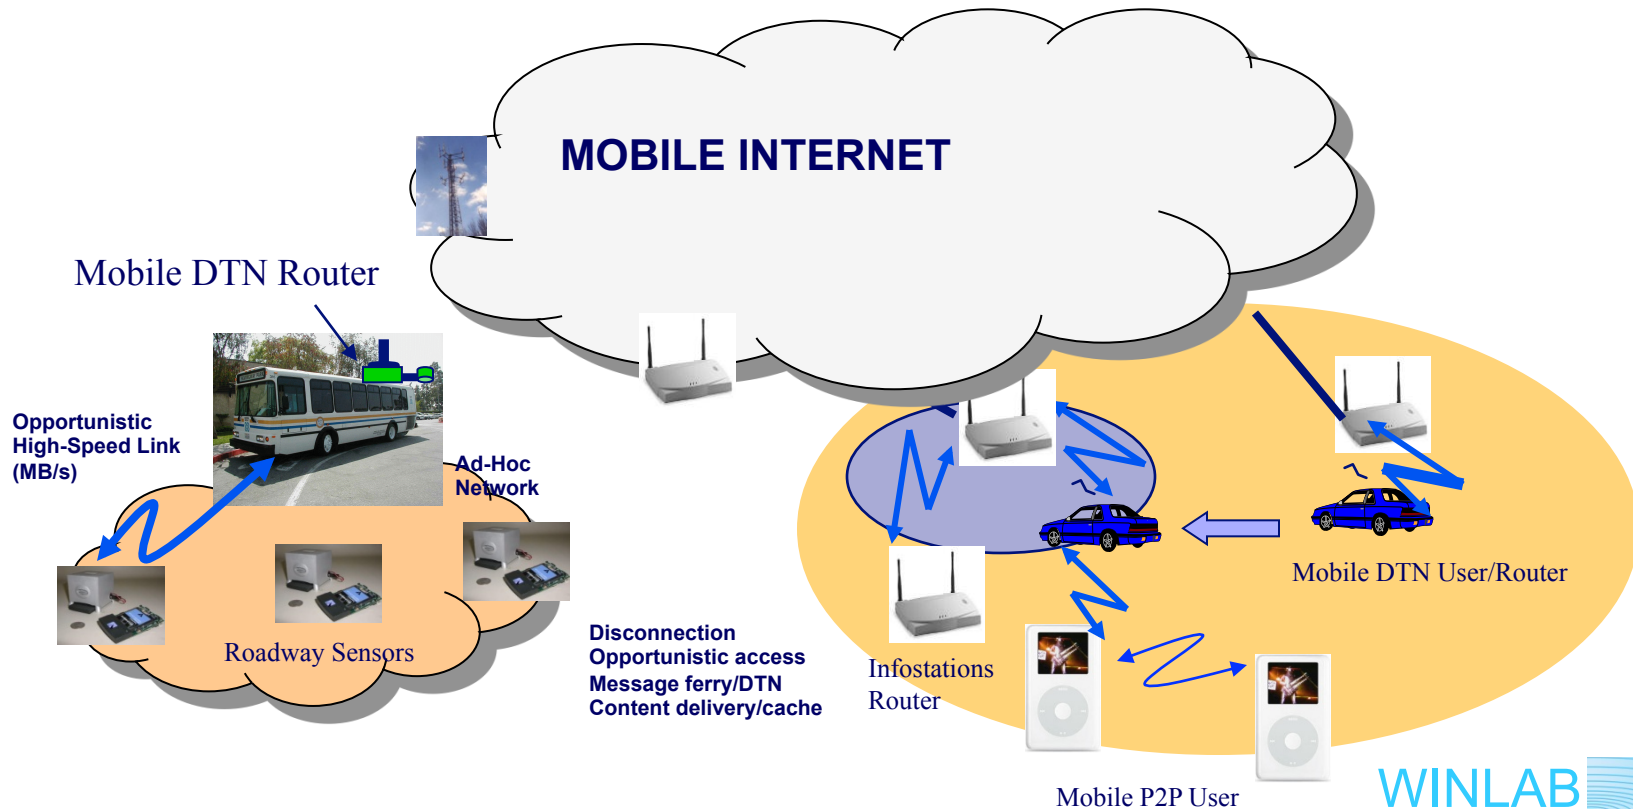 MOBILE INTERNET
Mobile DTN Router
Opportunistic
High-Speed Link
(MB/s)
Ad-Hoc
Network
Roadway Sensors
Disconnection
Opportunistic access
Message ferry/DTN
Content delivery/cache
Infostations
Router
Mobile DTN User/Router
Mobile P2P User
WINLAB